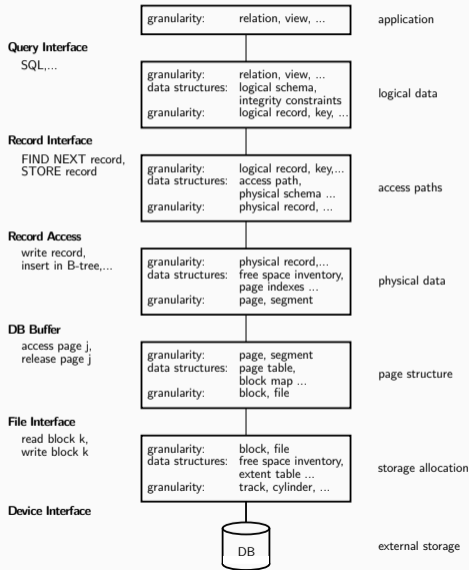 granularity: relation, view, ... application
Query Interface
SQL,...
granularity: relation, view, ...
data structures: logical schema,
integrity constraints
logical data
granularity: logical record, key, ...
Record Interface
FIND NEXT record,
STORE record
granularity: logical record, key,...
data structures: access path,
physical schema ...
access paths
granularity: physical record, ...
Record Access
write record,
insert in B-tree,...
granularity: physical record,...
data structures: free space inventory,
page indexes ...
physical data
granularity: page, segment
DB Buffer
access page j,
release page j
granularity: page, segment
data structures: page table,
block map ...
page structure
granularity: block, file
File Interface
read block k,
write block k
granularity: block, file
data structures: free space inventory,
extent table ...
storage allocation
granularity: track, cylinder, ...
Device Interface
DB
external storage